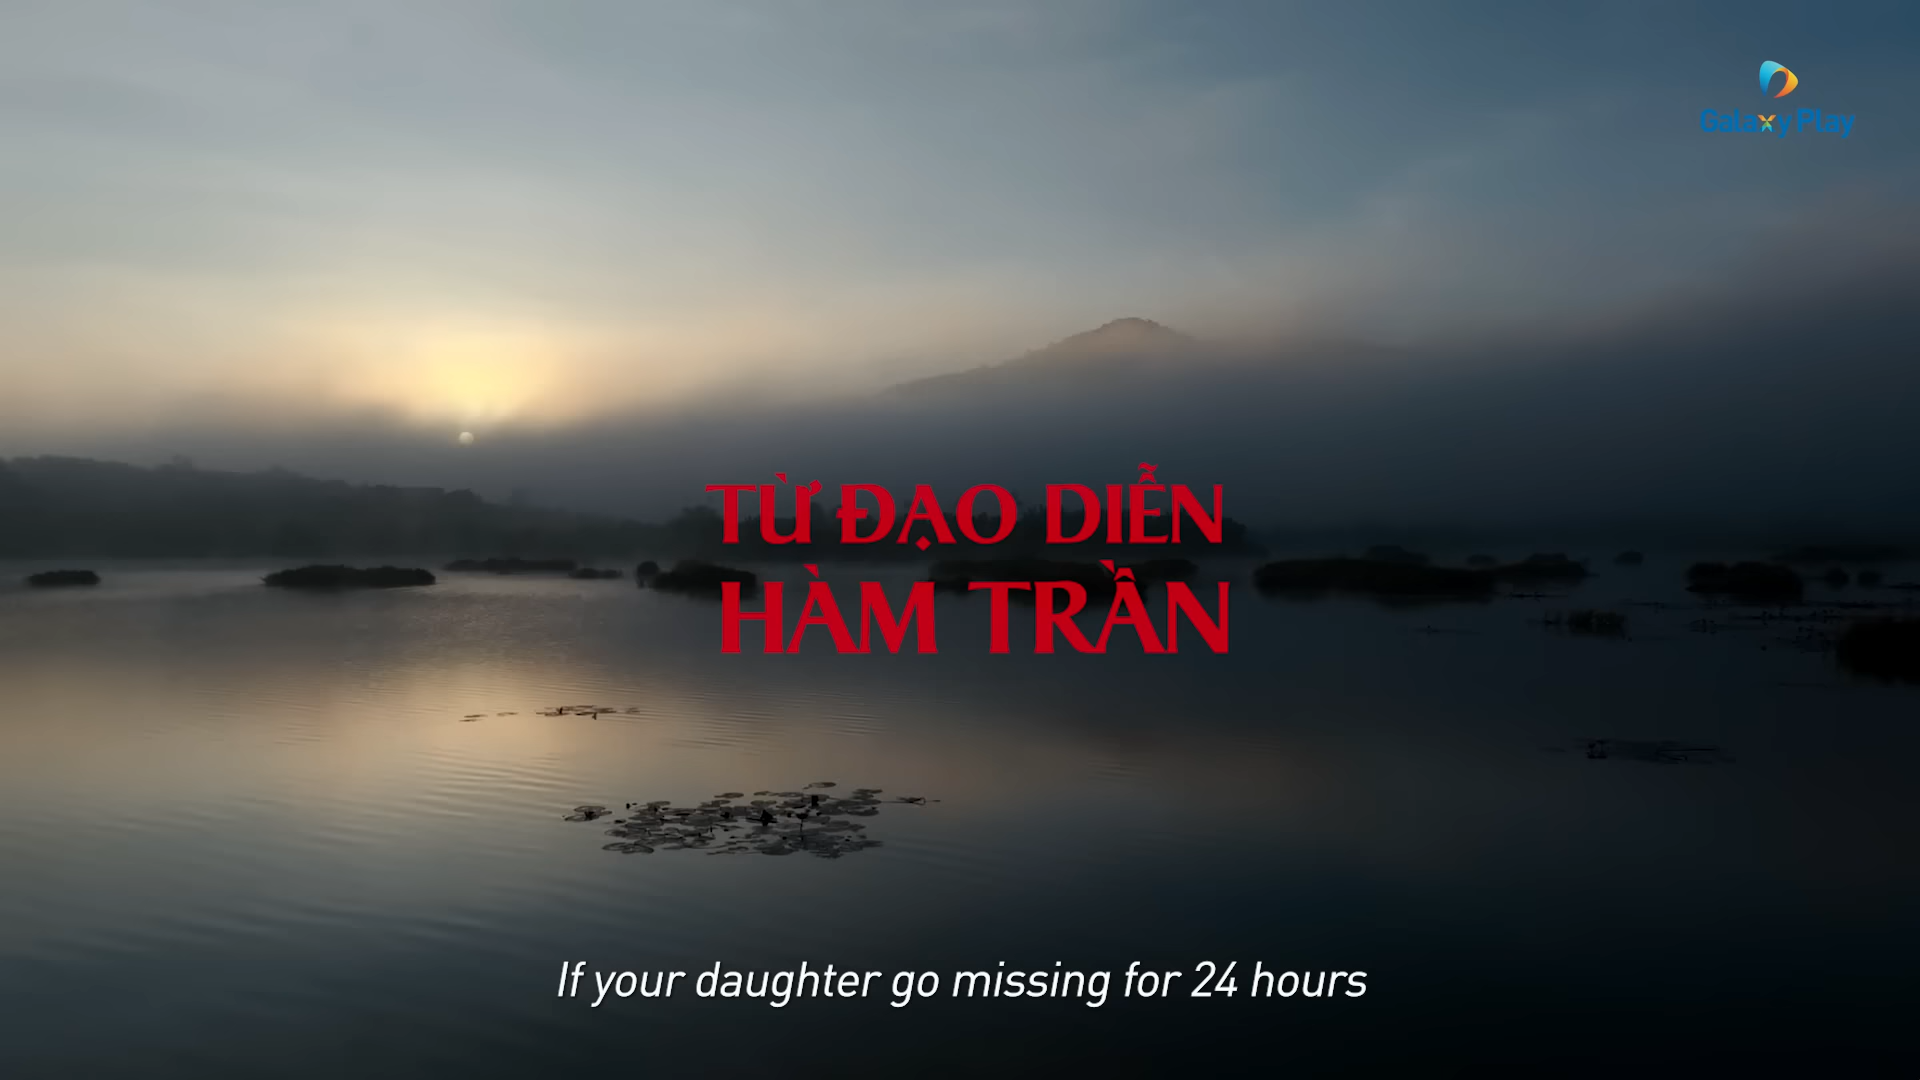 Galaxy Play
TỪ ĐẠO DIỄN
HÀM TRẦN
If your daughter go missing for 24 hours